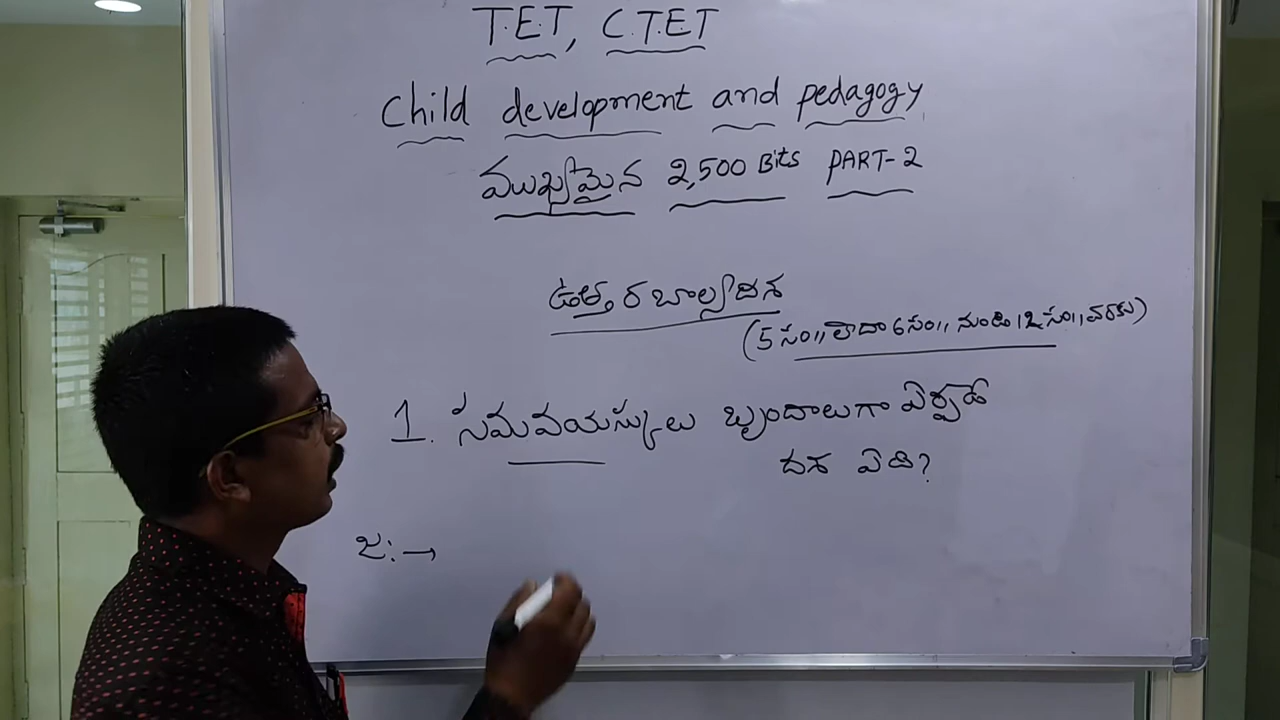 T.E.T, C.T.E.T
Child development and pedagogy
ముఖ్యమైన 2,500 Bits PART-2
ఉత్తర బాల్యదశ
(5 సం,, లేదా 6 సం,, నుండి 12 సం,, వరకు)
1. సమవయస్కులు బృందాలుగా ఏర్పడే
దశ ఏది?
జ:→